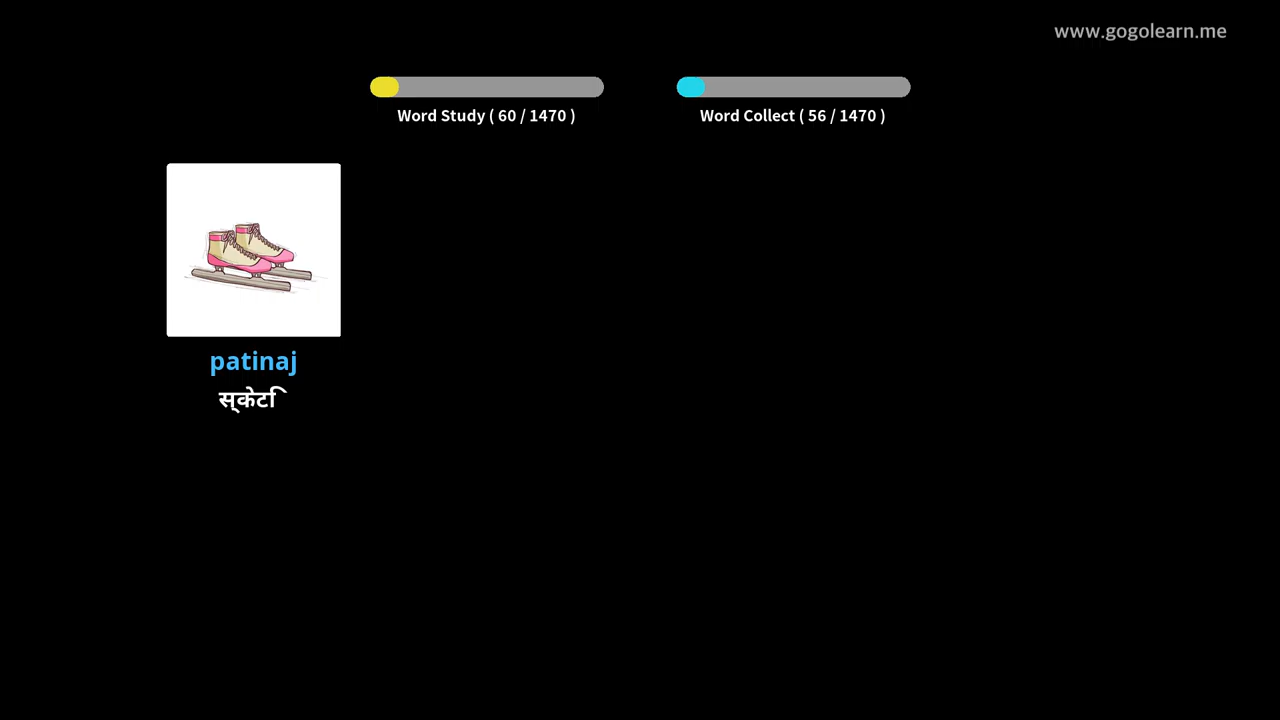 www.gogolearn.me
Word Study ( 60 / 1470 )
Word Collect ( 56 / 1470 )
patinaj
स्केटि